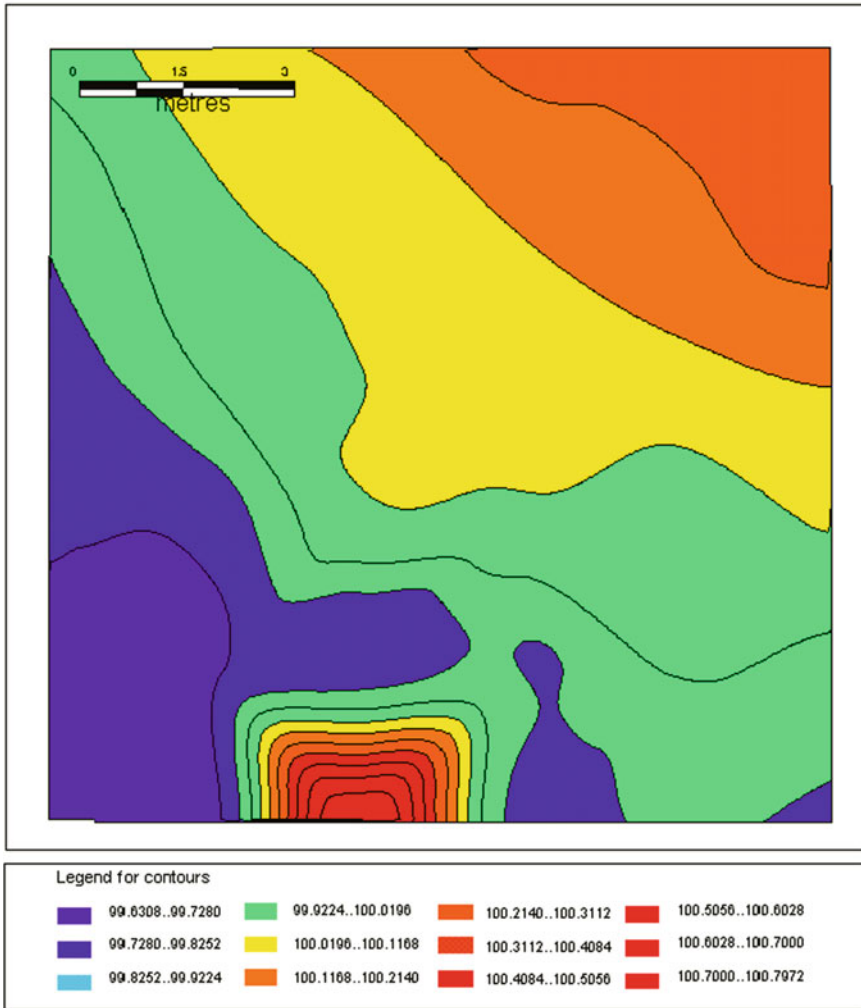 0 1.5 3
metres
Legend for contours
99.6308..99.7280 99.9224..100.0196 100.2140..100.3112 100.5056..100.6028
99.7280..99.8252 100.0196..100.1168 100.3112..100.4084 100.6028..100.7000
99.8252..99.9224 100.1168..100.2140 100.4084..100.5056 100.7000..100.7972